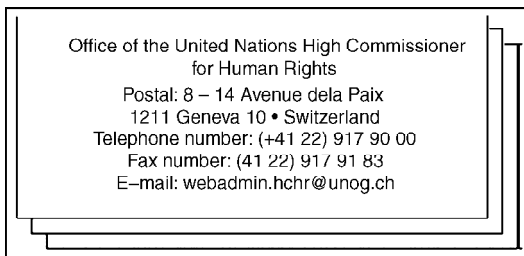 Office of the United Nations High Commissioner
for Human Rights
Postal: 8 – 14 Avenue dela Paix
1211 Geneva 10 • Switzerland
Telephone number: (+41 22) 917 90 00
Fax number: (41 22) 917 91 83
E–mail: webadmin.hchr@unog.ch